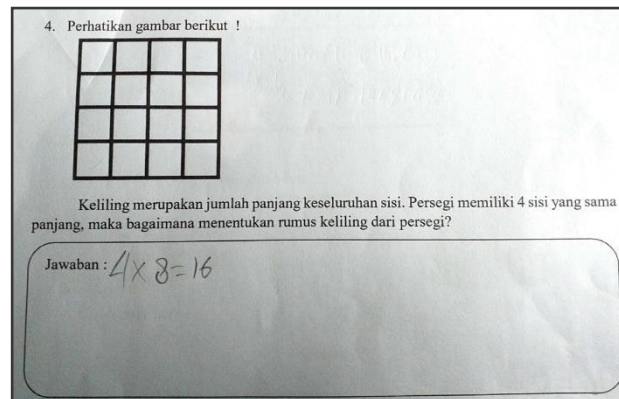 4. Perhatikan gambar berikut !
Keliling merupakan jumlah panjang keseluruhan sisi. Persegi memiliki 4 sisi yang sama
panjang, maka bagaimana menentukan rumus keliling dari persegi?
Jawaban : 4 x 8 = 16